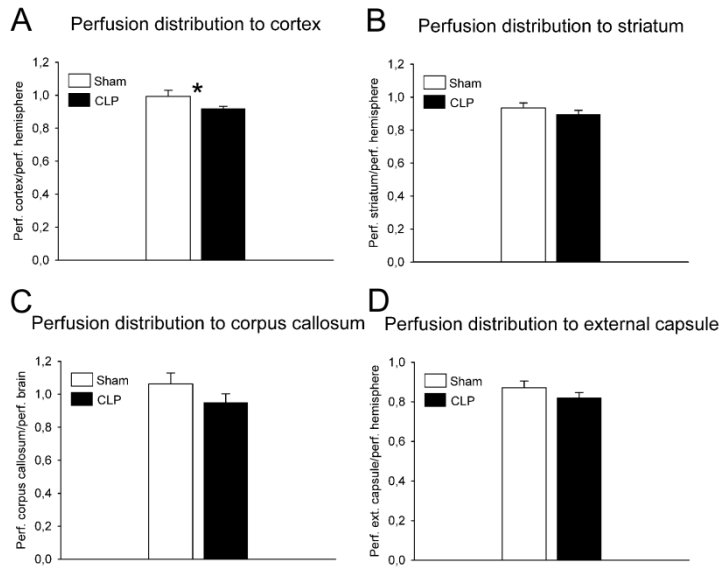 A
Perfusion distribution to cortex
Perf. cortex/perf. hemisphere
1,2
1,0
0,8
0,6
0,4
0,2
0,0
Sham
CLP
*
B
Perfusion distribution to striatum
Perf. striatum/perf. hemisphere
1,2
1,0
0,8
0,6
0,4
0,2
0,0
Sham
CLP
C
Perfusion distribution to corpus callosum
Perf. corpus callosum/perf. brain
1,2
1,0
0,8
0,6
0,4
0,2
0,0
Sham
CLP
D
Perfusion distribution to external capsule
Perf. ext. capsule/perf. hemisphere
1,0
0,8
0,6
0,4
0,2
0,0
Sham
CLP